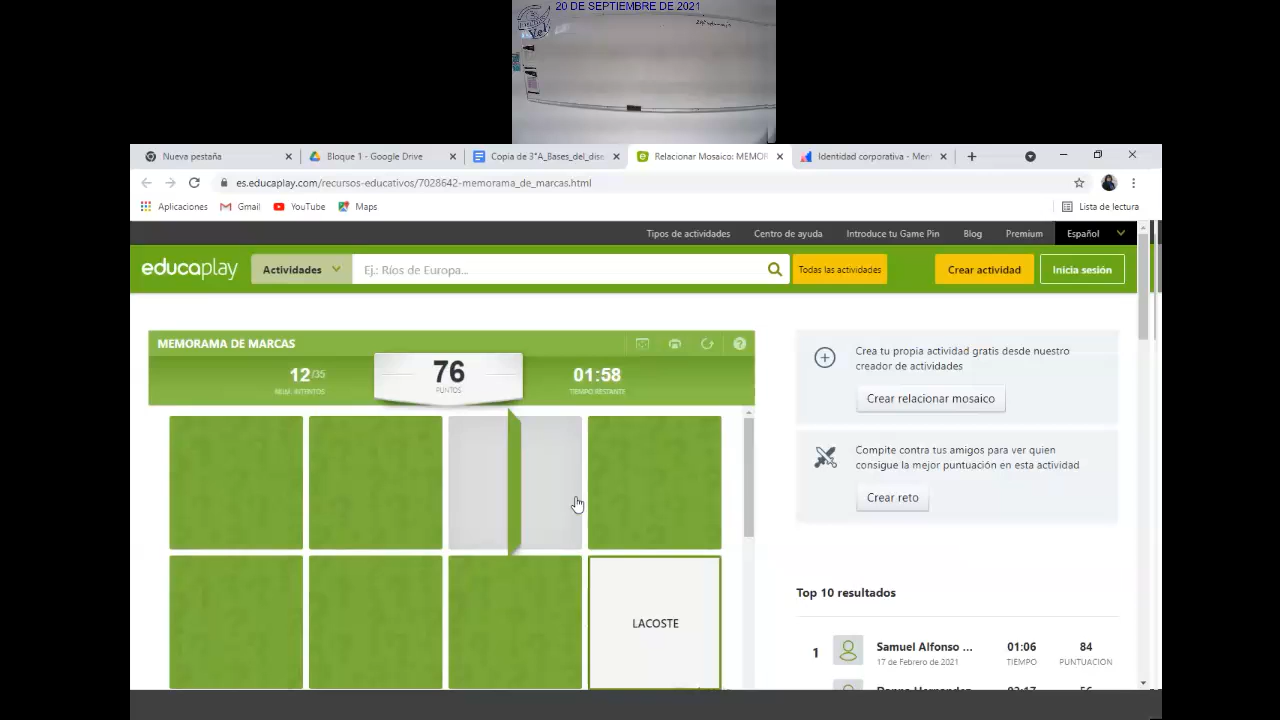 20 DE SEPTIEMBRE DE 2021
Nueva pestaña
Bloque 1 - Google Drive
Copia de 3°A_Bases_del_dise
Relacionar Mosaico: MEMOR
Identidad corporativa - Mem
es.educaplay.com/recursos-educativos/7028642-memorama_de_marcas.html
Aplicaciones
Gmail
YouTube
Maps
Lista de lectura
Tipos de actividades
Centro de ayuda
Introduce tu Game Pin
Blog
Premium
Español
educaplay
Actividades
Ej.: Ríos de Europa...
Todas las actividades
Crear actividad
Inicia sesión
MEMORAMA DE MARCAS
12/35
NUM. INTENTOS
76
PUNTOS
01:58
TIEMPO RESTANTE
LACOSTE
Crea tu propia actividad gratis desde nuestro
creador de actividades
Crear relacionar mosaico
Compite contra tus amigos para ver quien
consigue la mejor puntuación en esta actividad
Crear reto
Top 10 resultados
1
Samuel Alfonso ...
17 de Febrero de 2021
01:06
TIEMPO
84
PUNTUACION